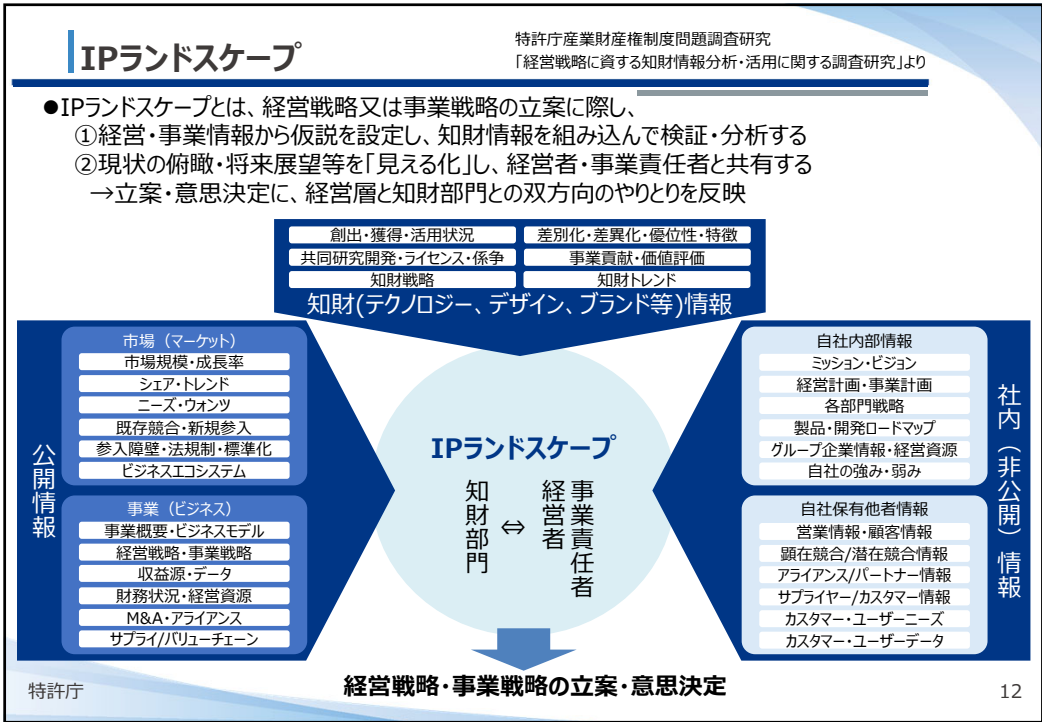 IPランドスケープ
特許庁産業財産権制度問題調査研究
「経営戦略に資する知財情報分析・活用に関する調査研究」より
●IPランドスケープとは、経営戦略又は事業戦略の立案に際し、
①経営・事業情報から仮説を設定し、知財情報を組み込んで検証・分析する
②現状の俯瞰・将来展望等を「見える化」し、経営者・事業責任者と共有する
→立案・意思決定に、経営層と知財部門との双方向のやりとりを反映
創出・獲得・活用状況
差別化・差異化・優位性・特徴
共同研究開発・ライセンス・係争
事業貢献・価値評価
知財戦略
知財トレンド
知財(テクノロジー、デザイン、ブランド等)情報
公開情報
市場（マーケット）
市場規模・成長率
シェア・トレンド
ニーズ・ウォンツ
既存競合・新規参入
参入障壁・法規制・標準化
ビジネスエコシステム
事業（ビジネス）
事業概要・ビジネスモデル
経営戦略・事業戦略
収益源・データ
財務状況・経営資源
M&A・アライアンス
サプライ/バリューチェーン
IPランドスケープ
知財部門
⇔
事業責任者
経営者
自社内部情報
ミッション・ビジョン
経営計画・事業計画
各部門戦略
製品・開発ロードマップ
グループ企業情報・経営資源
自社の強み・弱み
自社保有他者情報
営業情報・顧客情報
顕在競合/潜在競合情報
アライアンス/パートナー情報
サプライヤー/カスタマー情報
カスタマー・ユーザーニーズ
カスタマー・ユーザーデータ
社内（非公開）情報
経営戦略・事業戦略の立案・意思決定
特許庁
12